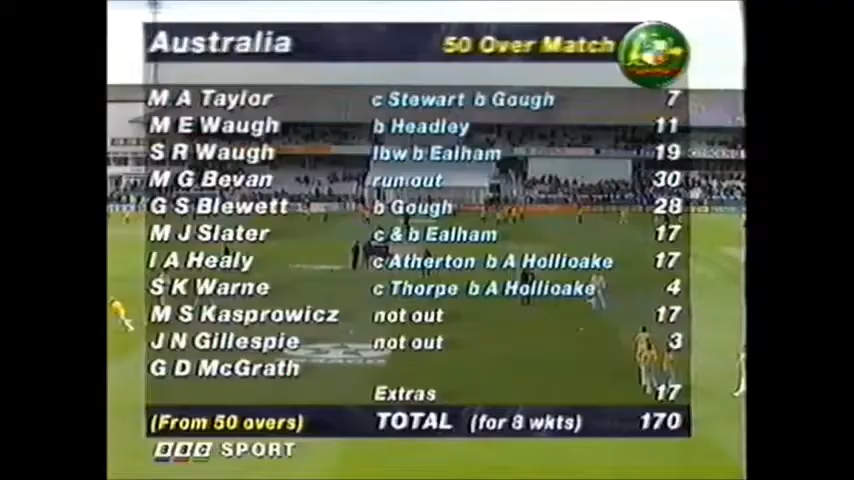 Australia 50 Over Match
M A Taylor c Stewart b Gough 7
M E Waugh b Headley 11
S R Waugh lbw b Ealham 19
M G Bevan run out 30
G S Blewett b Gough 28
M J Slater c & b Ealham 17
I A Healy c Atherton b A Hollioake 17
S K Warne c Thorpe b A Hollioake 4
M S Kasprowicz not out 17
J N Gillespie not out 3
G D McGrath
Extras 17
(From 50 overs) TOTAL (for 8 wkts) 170
BBC SPORT